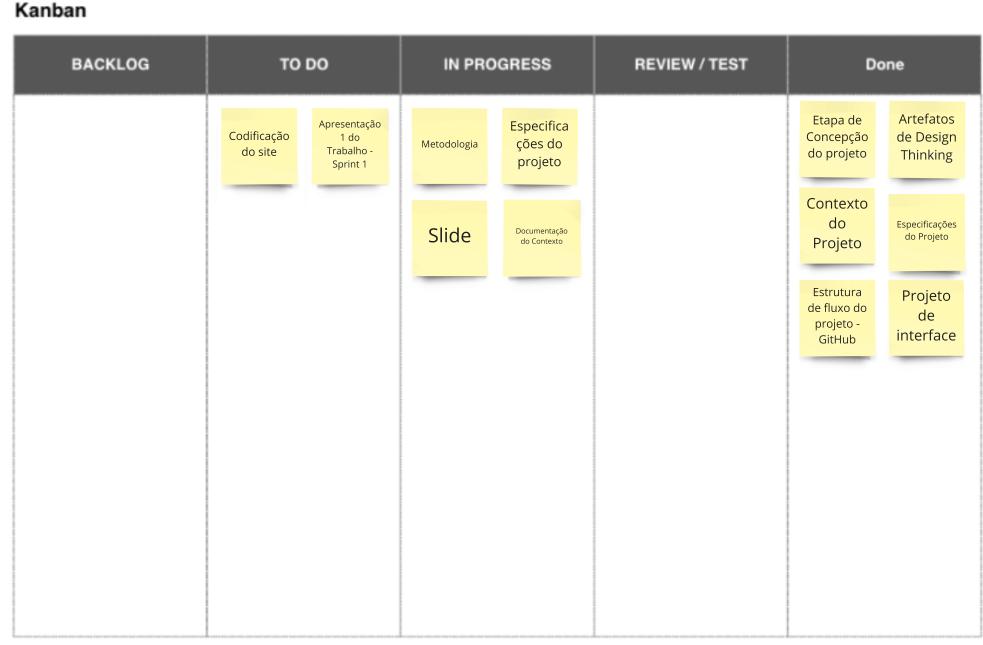 Kanban
BACKLOG
TO DO
IN PROGRESS
REVIEW / TEST
Done
Codificação
do site
Apresentação
1 do
Trabalho -
Sprint 1
Metodologia
Especifica
ções do
projeto
Slide
Documentação
do Contexto
Etapa de
Concepção
do projeto
Artefatos
de Design
Thinking
Contexto
do
Projeto
Especificações
do Projeto
Estrutura
de fluxo do
projeto -
GitHub
Projeto
de
interface